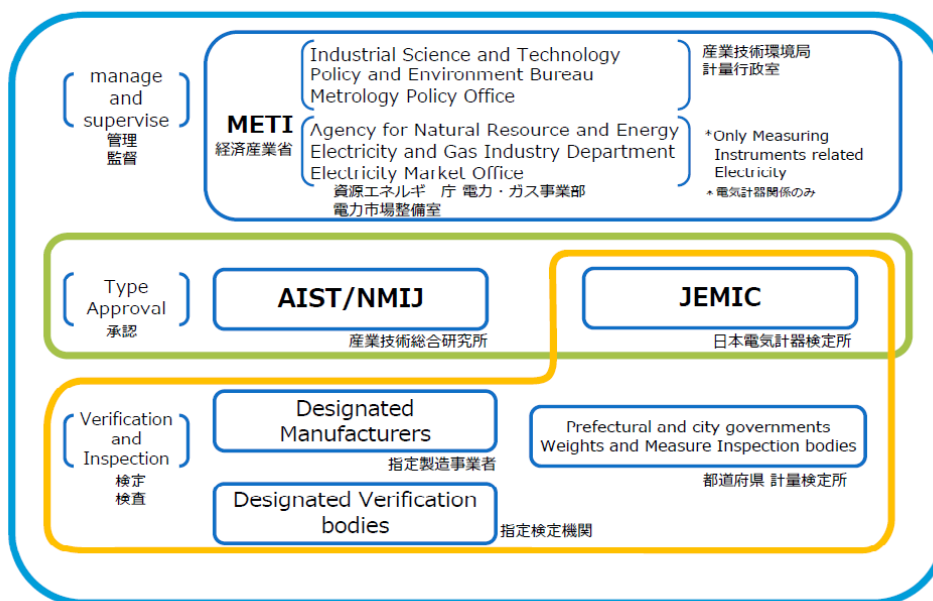 manage
and
supervise
管理
監督
METI
経済産業省
Industrial Science and Technology
Policy and Environment Bureau
Metrology Policy Office
産業技術環境局
計量行政室
Agency for Natural Resource and Energy
Electricity and Gas Industry Department
Electricity Market Office
資源エネルギ 庁 電力・ガス事業部
電力市場整備室
*Only Measuring
Instruments related
Electricity
*電気計器関係のみ
Type
Approval
承認
AIST/NMIJ
産業技術総合研究所
JEMIC
日本電気計器検定所
Verification
and
Inspection
検定
検査
Designated
Manufacturers
指定製造事業者
Prefectural and city governments
Weights and Measure Inspection bodies
都道府県 計量検定所
Designated Verification
bodies
指定検定機関